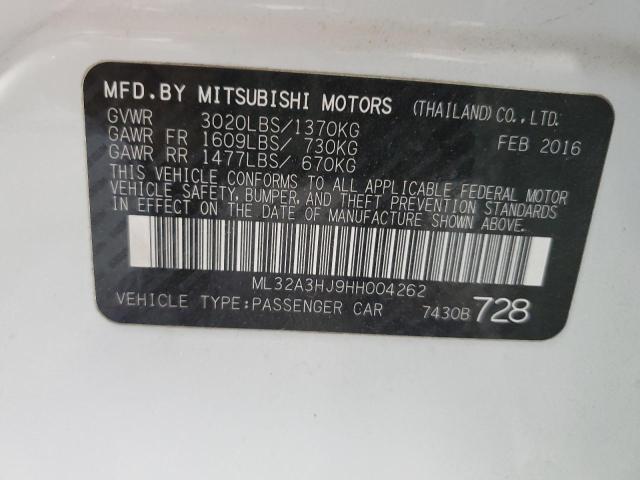 MFD. BY MITSUBISHI MOTORS (THAILAND) CO., LTD.
GVWR 3020LBS/1370KG FEB 2016
GAWR FR 1609LBS/ 730KG
GAWR RR 1477LBS/ 670KG
THIS VEHICLE CONFORMS TO ALL APPLICABLE FEDERAL MOTOR
VEHICLE SAFETY, BUMPER, AND THEFT PREVENTION STANDARDS
IN EFFECT ON THE DATE OF MANUFACTURE SHOWN ABOVE.
ML32A3HJ9HH004262
VEHICLE TYPE:PASSENGER CAR 7430B 728